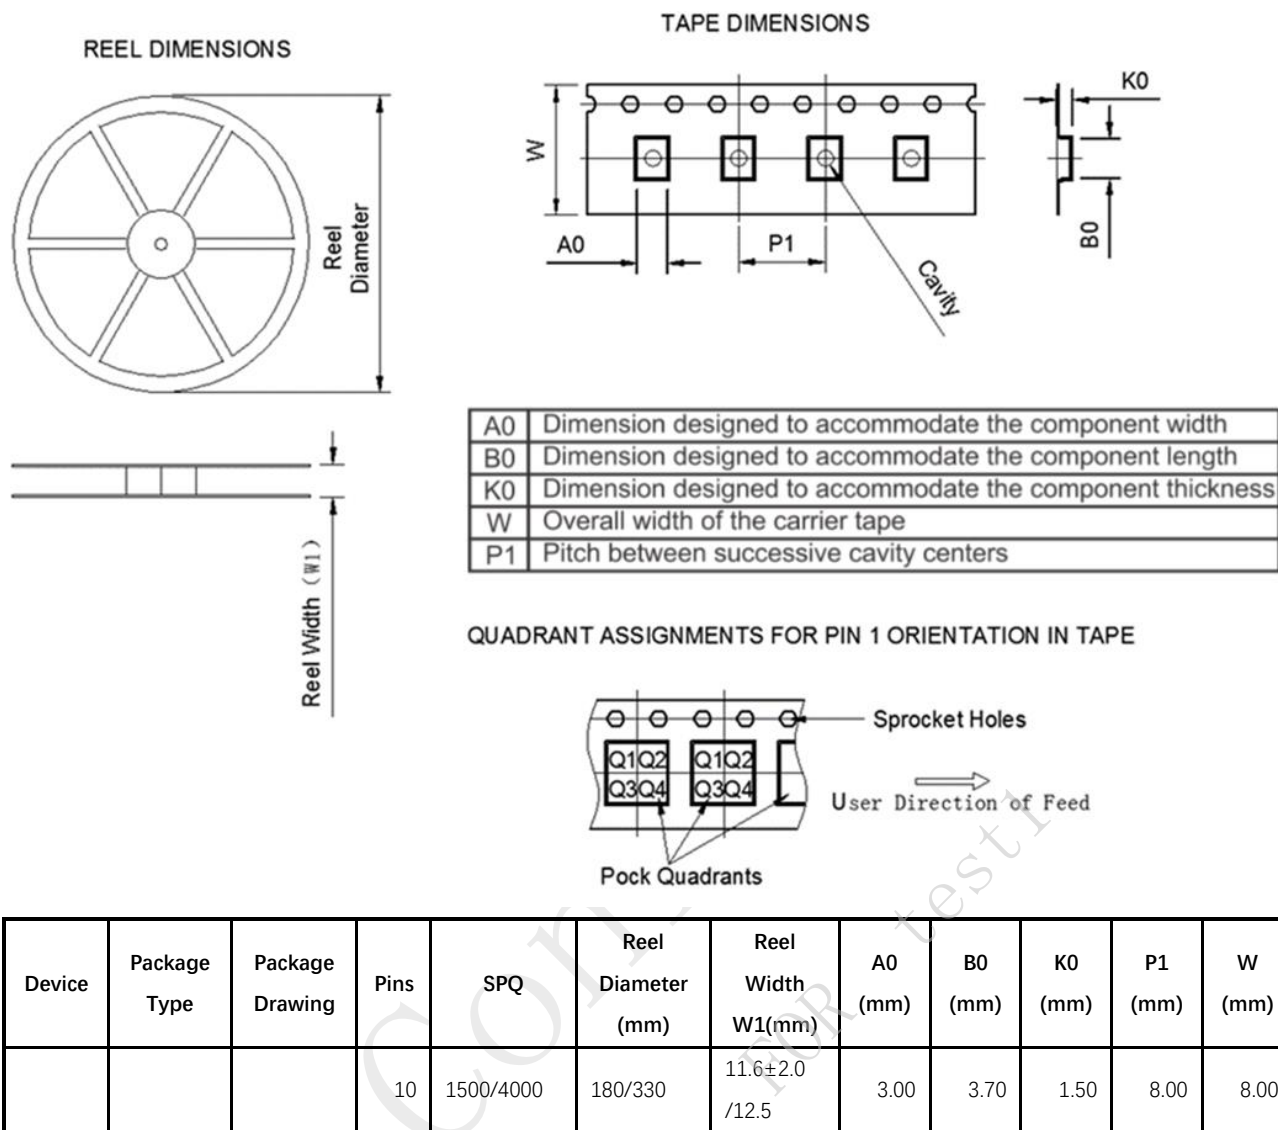 REEL DIMENSIONS
TAPE DIMENSIONS
Reel
Diameter
Reel Width (W1)
W
A0
P1
Cavity
K0
B0
A0 Dimension designed to accommodate the component width
B0 Dimension designed to accommodate the component length
K0 Dimension designed to accommodate the component thickness
W Overall width of the carrier tape
P1 Pitch between successive cavity centers
QUADRANT ASSIGNMENTS FOR PIN 1 ORIENTATION IN TAPE
Sprocket Holes
Q1 Q2 Q1 Q2
Q3 Q4 Q3 Q4
User Direction of Feed
Pock Quadrants
Device Package Type Package Drawing Pins SPQ Reel Diameter (mm) Reel Width W1(mm) A0 (mm) B0 (mm) K0 (mm) P1 (mm) W (mm)
10 1500/4000 180/330 11.6±2.0 /12.5 3.00 3.70 1.50 8.00 8.00
FOR test1